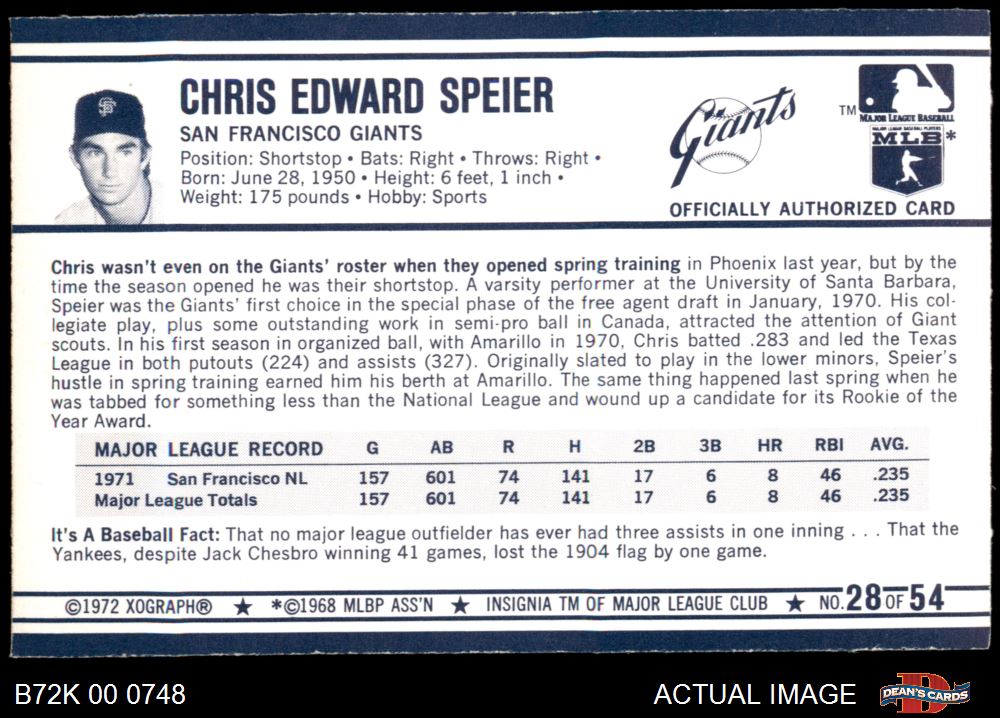 CHRIS EDWARD SPEIER
SAN FRANCISCO GIANTS
Position: Shortstop • Bats: Right • Throws: Right •
Born: June 28, 1950 • Height: 6 feet, 1 inch •
Weight: 175 pounds • Hobby: Sports
SF
Giants
TM
MAJOR LEAGUE BASEBALL
MAJOR LEAGUE BASEBALL PLAYERS
MLB*
OFFICIALLY AUTHORIZED CARD
Chris wasn't even on the Giants' roster when they opened spring training in Phoenix last year, but by the
time the season opened he was their shortstop. A varsity performer at the University of Santa Barbara,
Speier was the Giants' first choice in the special phase of the free agent draft in January, 1970. His col-
legiate play, plus some outstanding work in semi-pro ball in Canada, attracted the attention of Giant
scouts. In his first season in organized ball, with Amarillo in 1970, Chris batted .283 and led the Texas
League in both putouts (224) and assists (327). Originally slated to play in the lower minors, Speier's
hustle in spring training earned him his berth at Amarillo. The same thing happened last spring when he
was tabbed for something less than the National League and wound up a candidate for its Rookie of the
Year Award.
MAJOR LEAGUE RECORD G AB R H 2B 3B HR RBI AVG.
1971 San Francisco NL 157 601 74 141 17 6 8 46 .235
Major League Totals 157 601 74 141 17 6 8 46 .235
It's A Baseball Fact: That no major league outfielder has ever had three assists in one inning . . . That the
Yankees, despite Jack Chesbro winning 41 games, lost the 1904 flag by one game.
©1972 XOGRAPH® ★ *©1968 MLBP ASS'N ★ INSIGNIA TM OF MAJOR LEAGUE CLUB ★ NO. 28 OF 54
B72K 00 0748
ACTUAL IMAGE
DEAN'S CARDS